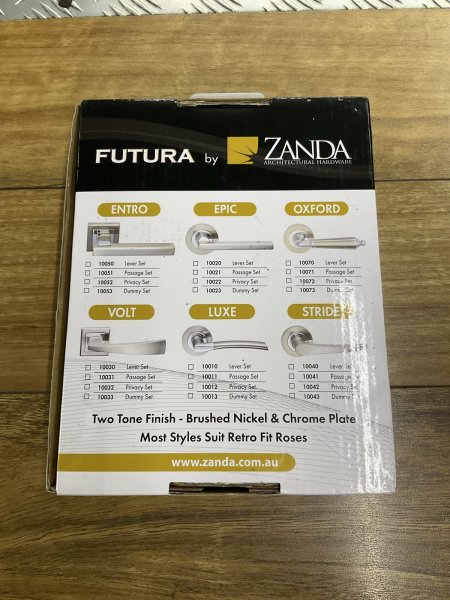 FUTURA by ZANDA
ARCHITECTURAL HARDWARE
ENTRO EPIC OXFORD
10050 Lever Set 10020 Lever Set 10070 Lever Set
10051 Passage Set 10021 Passage Set 10071 Passage Set
10052 Privacy Set 10022 Privacy Set 10072 Privacy Set
10053 Dummy Set 10023 Dummy Set 10073 Dummy Set
VOLT LUXE STRIDE
10030 Lever Set 10010 Lever Set 10040 Lever Set
10031 Passage Set 10011 Passage Set 10041 Passage Set
10032 Privacy Set 10012 Privacy Set 10042 Privacy Set
10033 Dummy Set 10013 Dummy Set 10043 Dummy Set
Two Tone Finish - Brushed Nickel & Chrome Plate
Most Styles Suit Retro Fit Roses
www.zanda.com.au